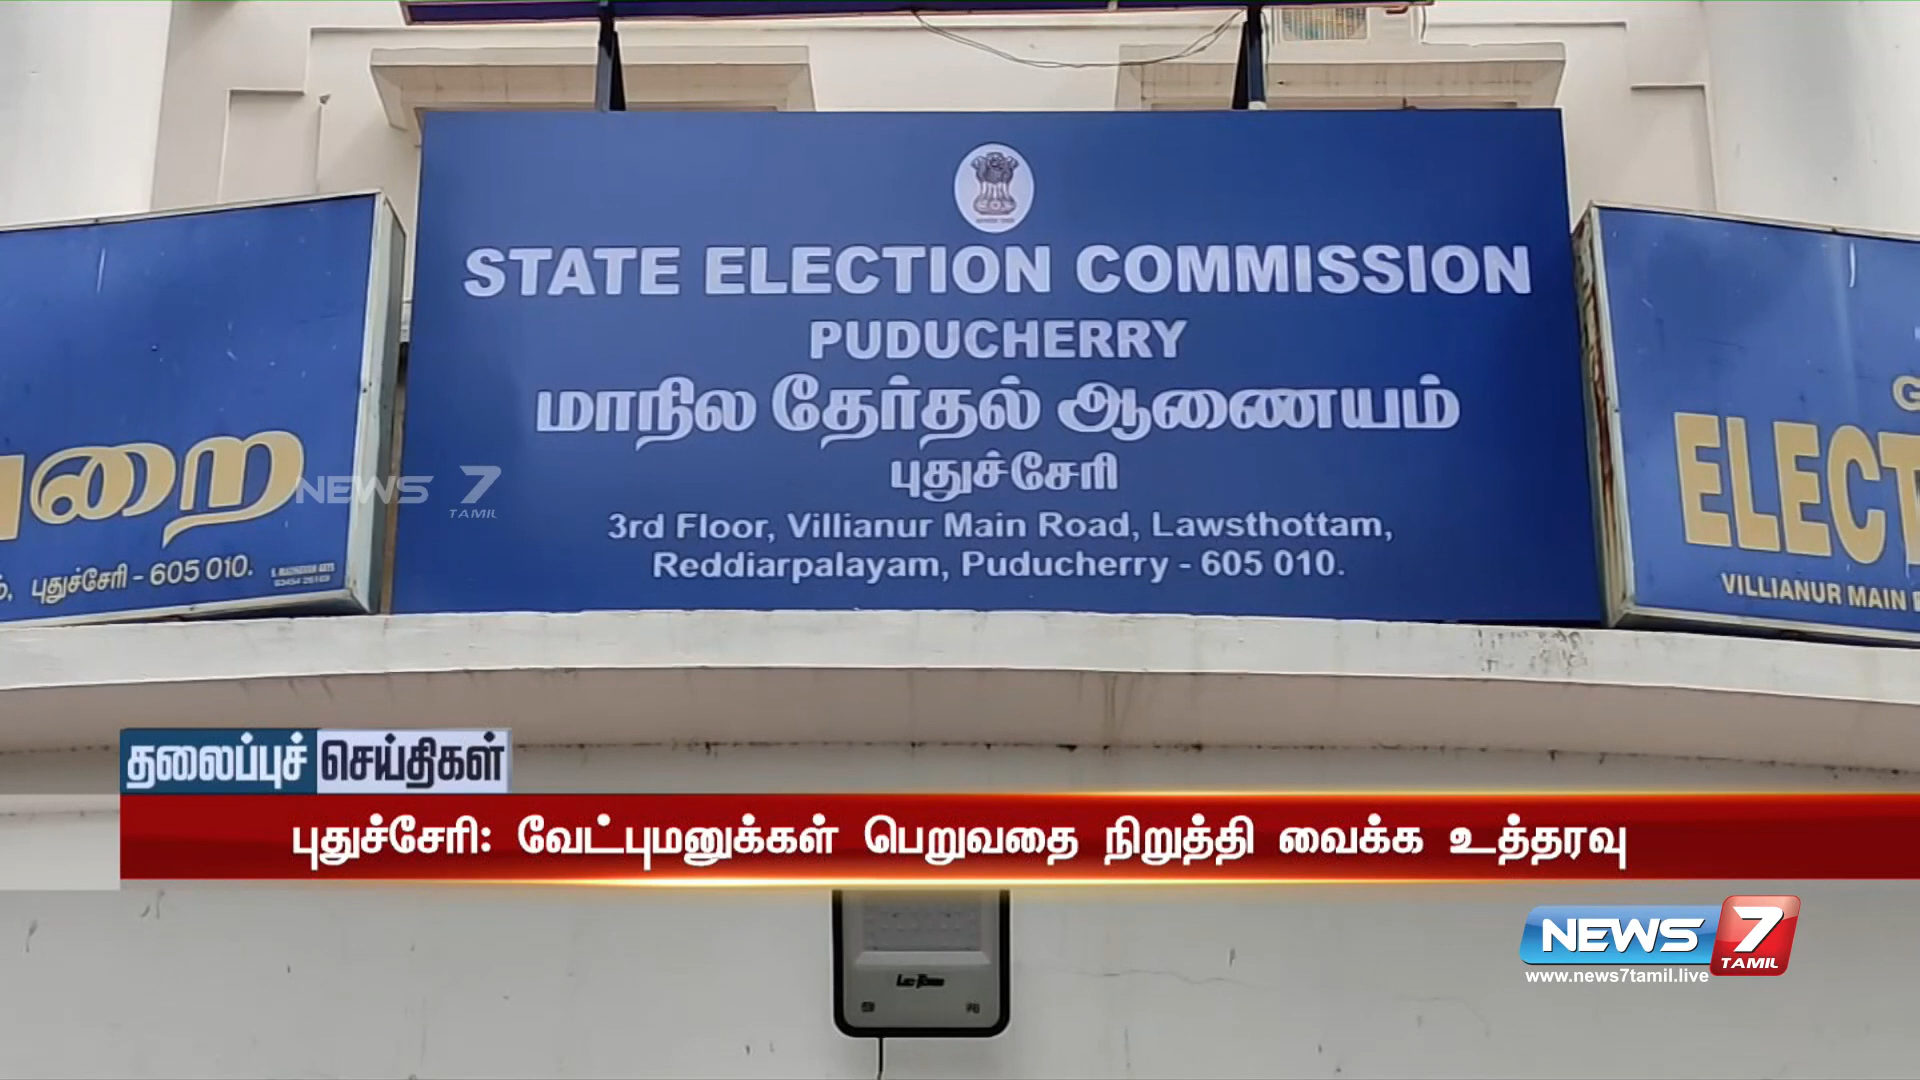 STATE ELECTION COMMISSION
PUDUCHERRY
மாநில தேர்தல் ஆணையம்
புதுச்சேரி
3rd Floor, Villianur Main Road, Lawsthottam,
Reddiarpalayam, Puducherry - 605 010.
புதுச்சேரி - 605 010.
ELECT
VILLIANUR MAIN
NEWS 7
TAMIL
தலைப்புச் செய்திகள்
புதுச்சேரி: வேட்புமனுக்கள் பெறுவதை நிறுத்தி வைக்க உத்தரவு
NEWS 7
TAMIL
www.news7tamil.live